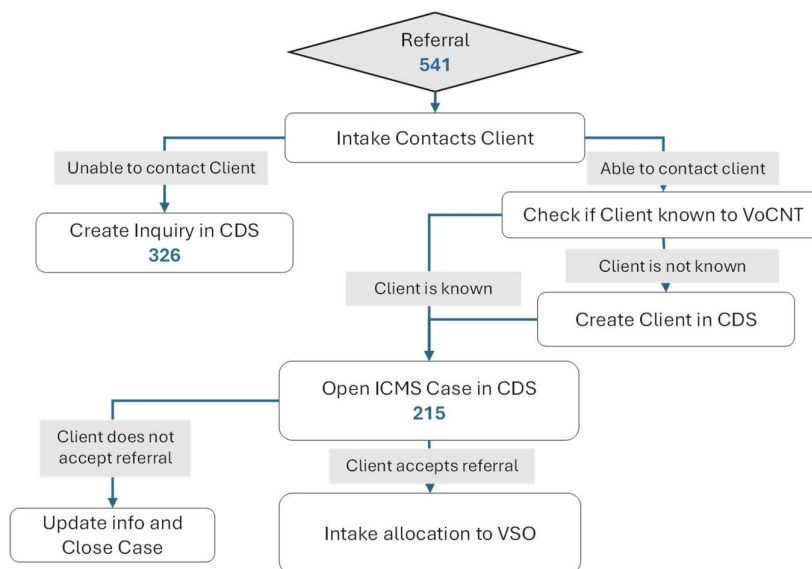 Referral
541
Intake Contacts Client
Unable to contact Client
Able to contact client
Create Inquiry in CDS
326
Check if Client known to VoCNT
Client is not known
Client is known
Create Client in CDS
Open ICMS Case in CDS
215
Client does not
accept referral
Client accepts referral
Update info and
Close Case
Intake allocation to VSO